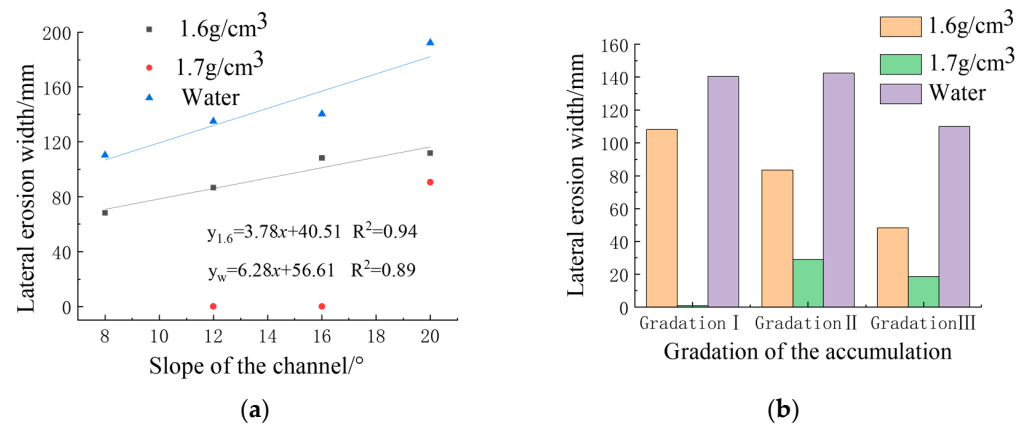 1.6g/cm³
1.7g/cm³
Water
Lateral erosion width/mm
200
160
120
80
40
0
y1.6=3.78x+40.51 R²=0.94
yw=6.28x+56.61 R²=0.89
8 10 12 14 16 18 20
Slope of the channel/°
(a)
1.6g/cm³
1.7g/cm³
Water
Lateral erosion width/mm
160
140
120
100
80
60
40
20
0
Gradation Ⅰ Gradation Ⅱ GradationⅢ
Gradation of the accumulation
(b)